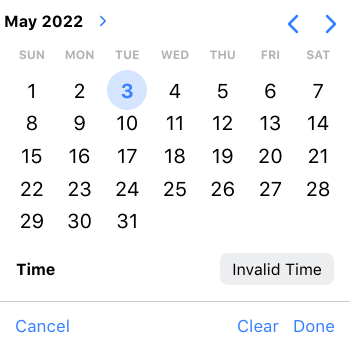 May 2022
SUN MON TUE WED THU FRI SAT
1 2 3 4 5 6 7
8 9 10 11 12 13 14
15 16 17 18 19 20 21
22 23 24 25 26 27 28
29 30 31
Time Invalid Time
Cancel Clear Done